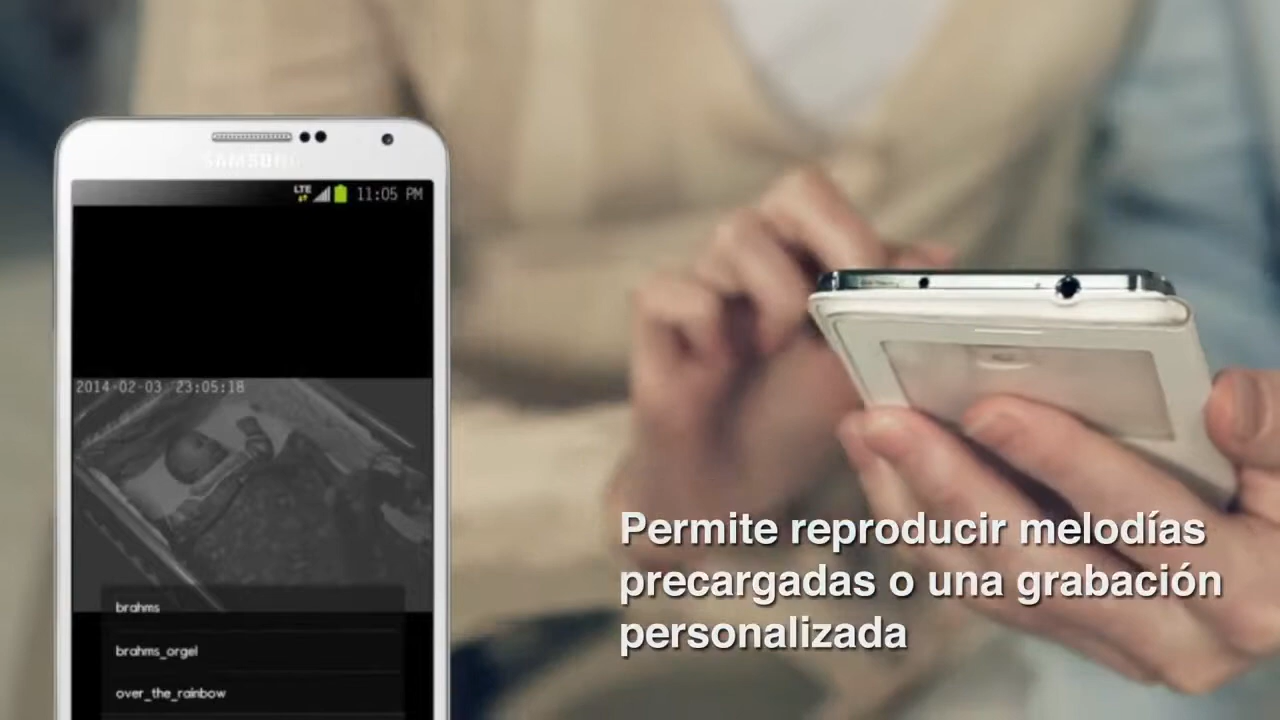 SAMSUNG
LTE 11:05 PM
2014-02-03 23:05:18
brahms
brahms_orgel
over_the_rainbow
Permite reproducir melodías
precargadas o una grabación
personalizada